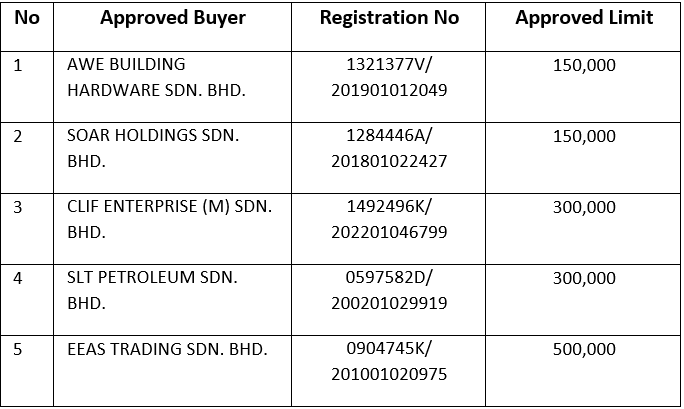 No Approved Buyer Registration No Approved Limit
1 AWE BUILDING 1321377V/ 150,000
HARDWARE SDN. BHD. 201901012049
2 SOAR HOLDINGS SDN. 1284446A/ 150,000
BHD. 201801022427
3 CLIF ENTERPRISE (M) SDN. 1492496K/ 300,000
BHD. 202201046799
4 SLT PETROLEUM SDN. 0597582D/ 300,000
BHD. 200201029919
5 EEAS TRADING SDN. BHD. 0904745K/ 500,000
201001020975